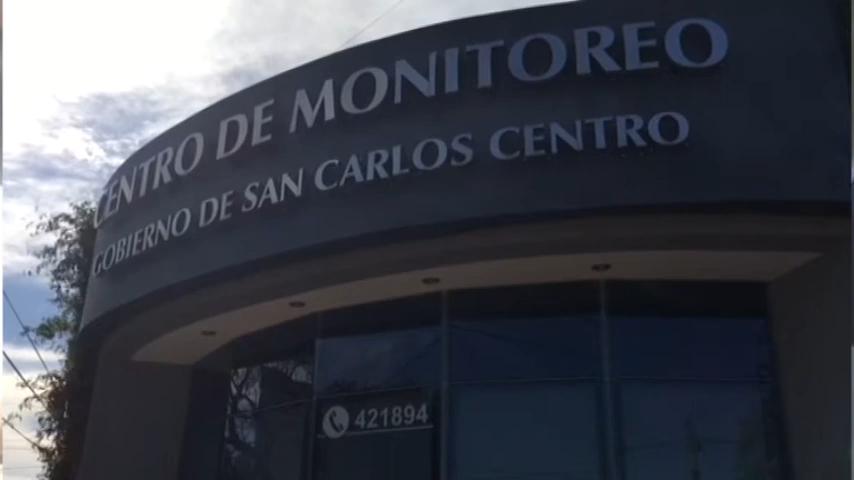 CENTRO DE MONITOREO
GOBIERNO DE SAN CARLOS CENTRO
421894